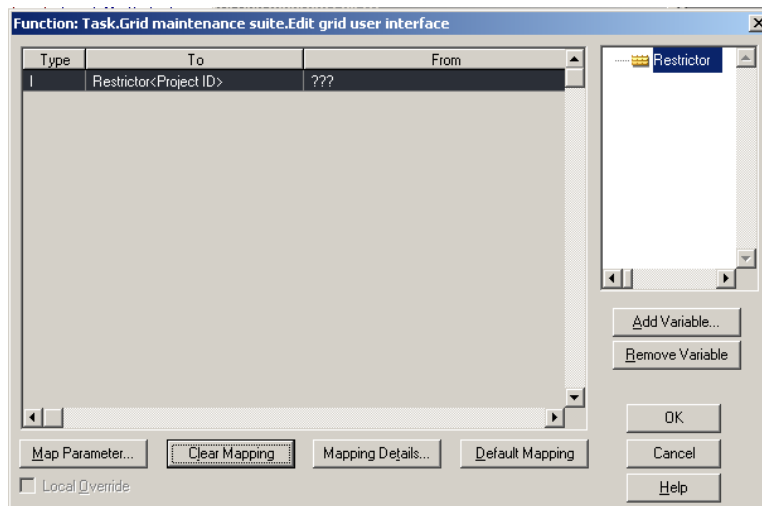 Function: Task.Grid maintenance suite.Edit grid user interface
Type To From
I Restrictor<Project ID> ???
Restrictor
Add Variable...
Remove Variable
OK
Map Parameter... Clear Mapping Mapping Details... Default Mapping
Cancel
Local Override
Help